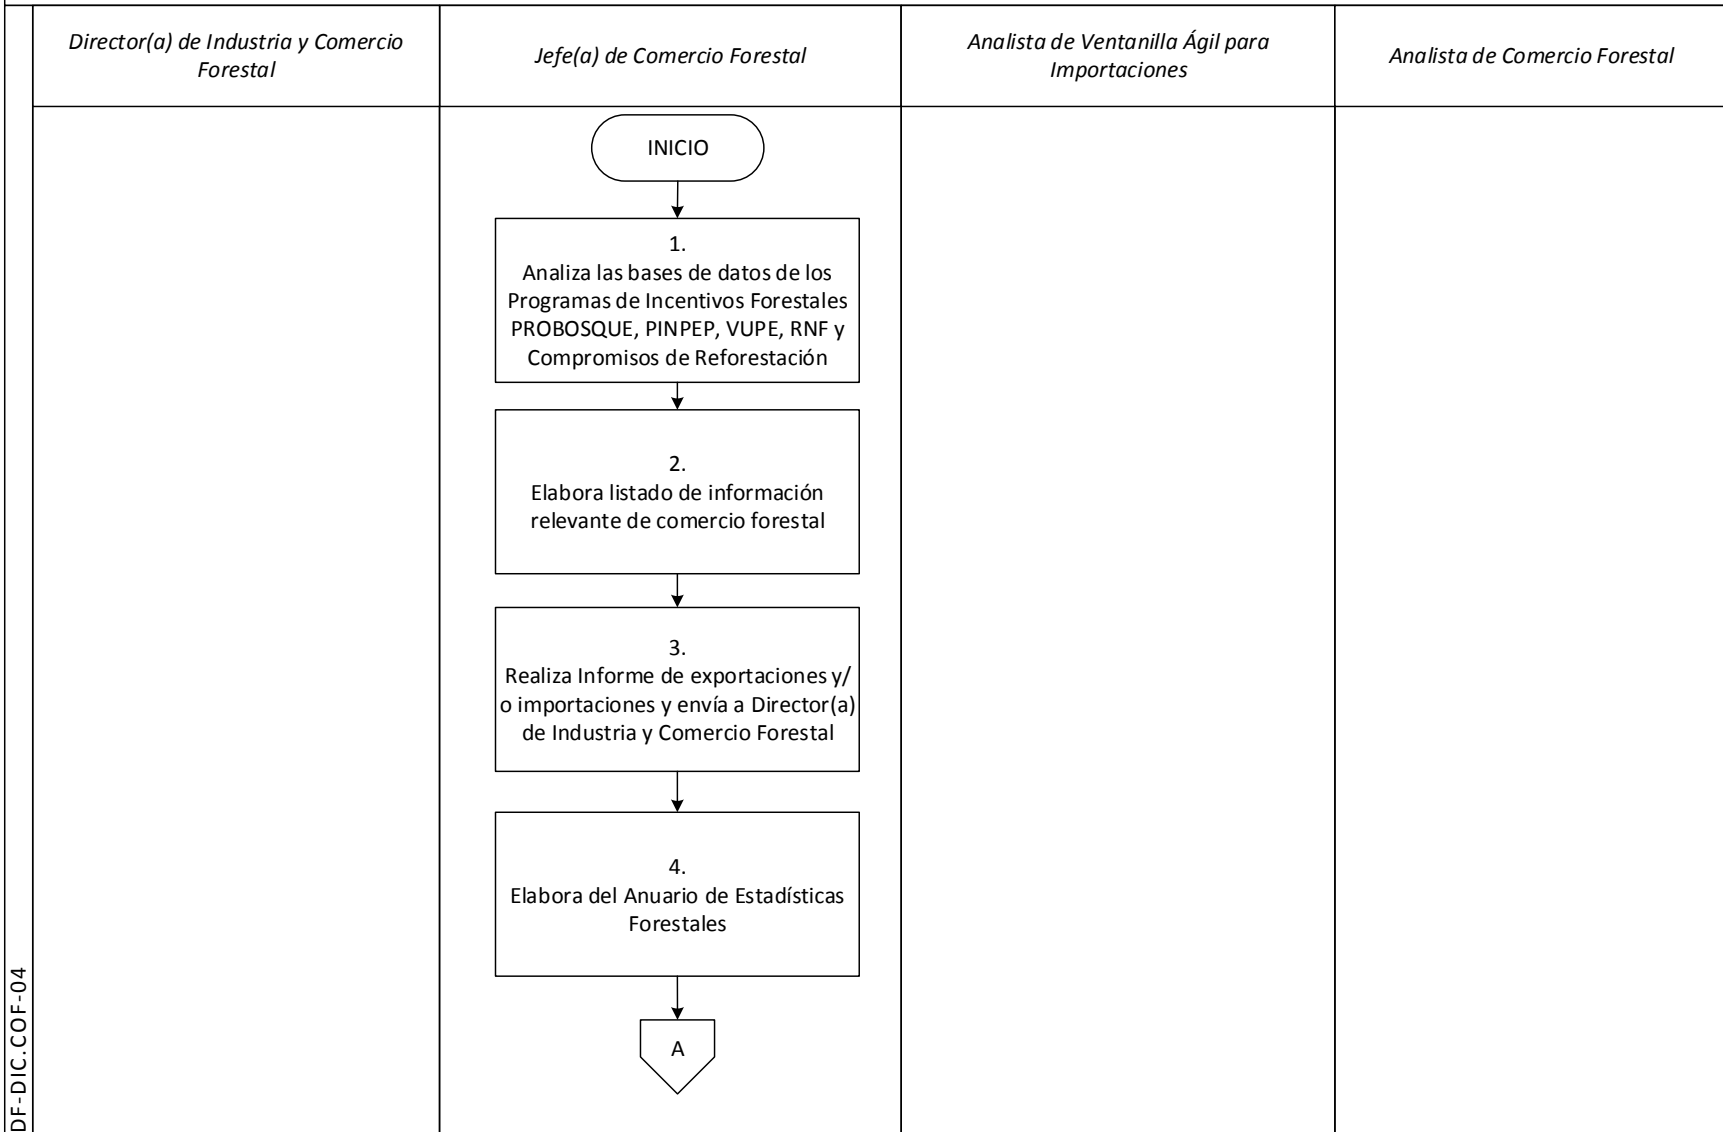 Director(a) de Industria y Comercio
Forestal
Jefe(a) de Comercio Forestal
Analista de Ventanilla Ágil para
Importaciones
Analista de Comercio Forestal
INICIO
1.
Analiza las bases de datos de los
Programas de Incentivos Forestales
PROBOSQUE, PINPEP, VUPE, RNF y
Compromisos de Reforestación
2.
Elabora listado de información
relevante de comercio forestal
3.
Realiza Informe de exportaciones y/
o importaciones y envía a Director(a)
de Industria y Comercio Forestal
4.
Elabora del Anuario de Estadísticas
Forestales
A
DF-DIC.COF-04